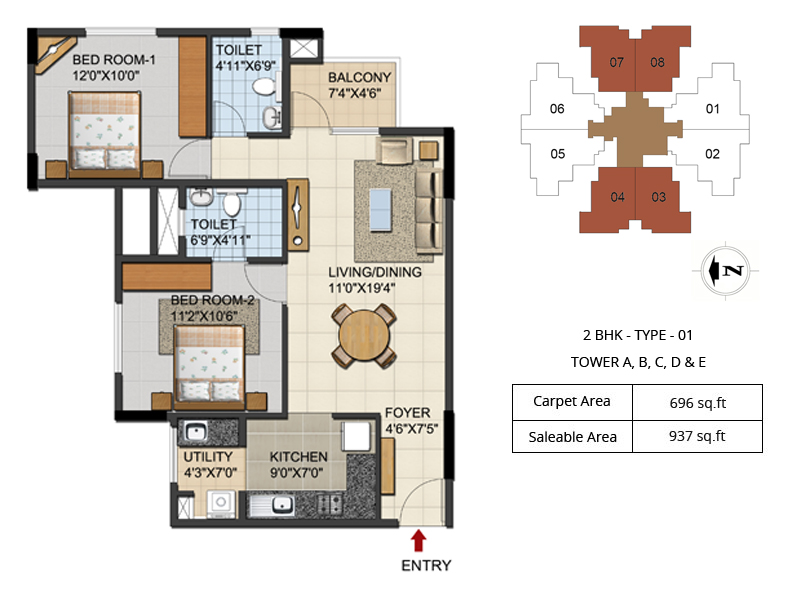 BED ROOM-1
12'0"X10'0"
TOILET
4'11"X6'9"
BALCONY
7'4"X4'6"
TOILET
6'9"X4'11"
LIVING/DINING
11'0"X19'4"
BED ROOM-2
11'2"X10'6"
FOYER
4'6"X7'5"
UTILITY
4'3"X7'0"
KITCHEN
9'0"X7'0"
ENTRY
07 08
06 01
05 02
04 03
N
2 BHK - TYPE - 01
TOWER A, B, C, D & E
Carpet Area 696 sq.ft
Saleable Area 937 sq.ft